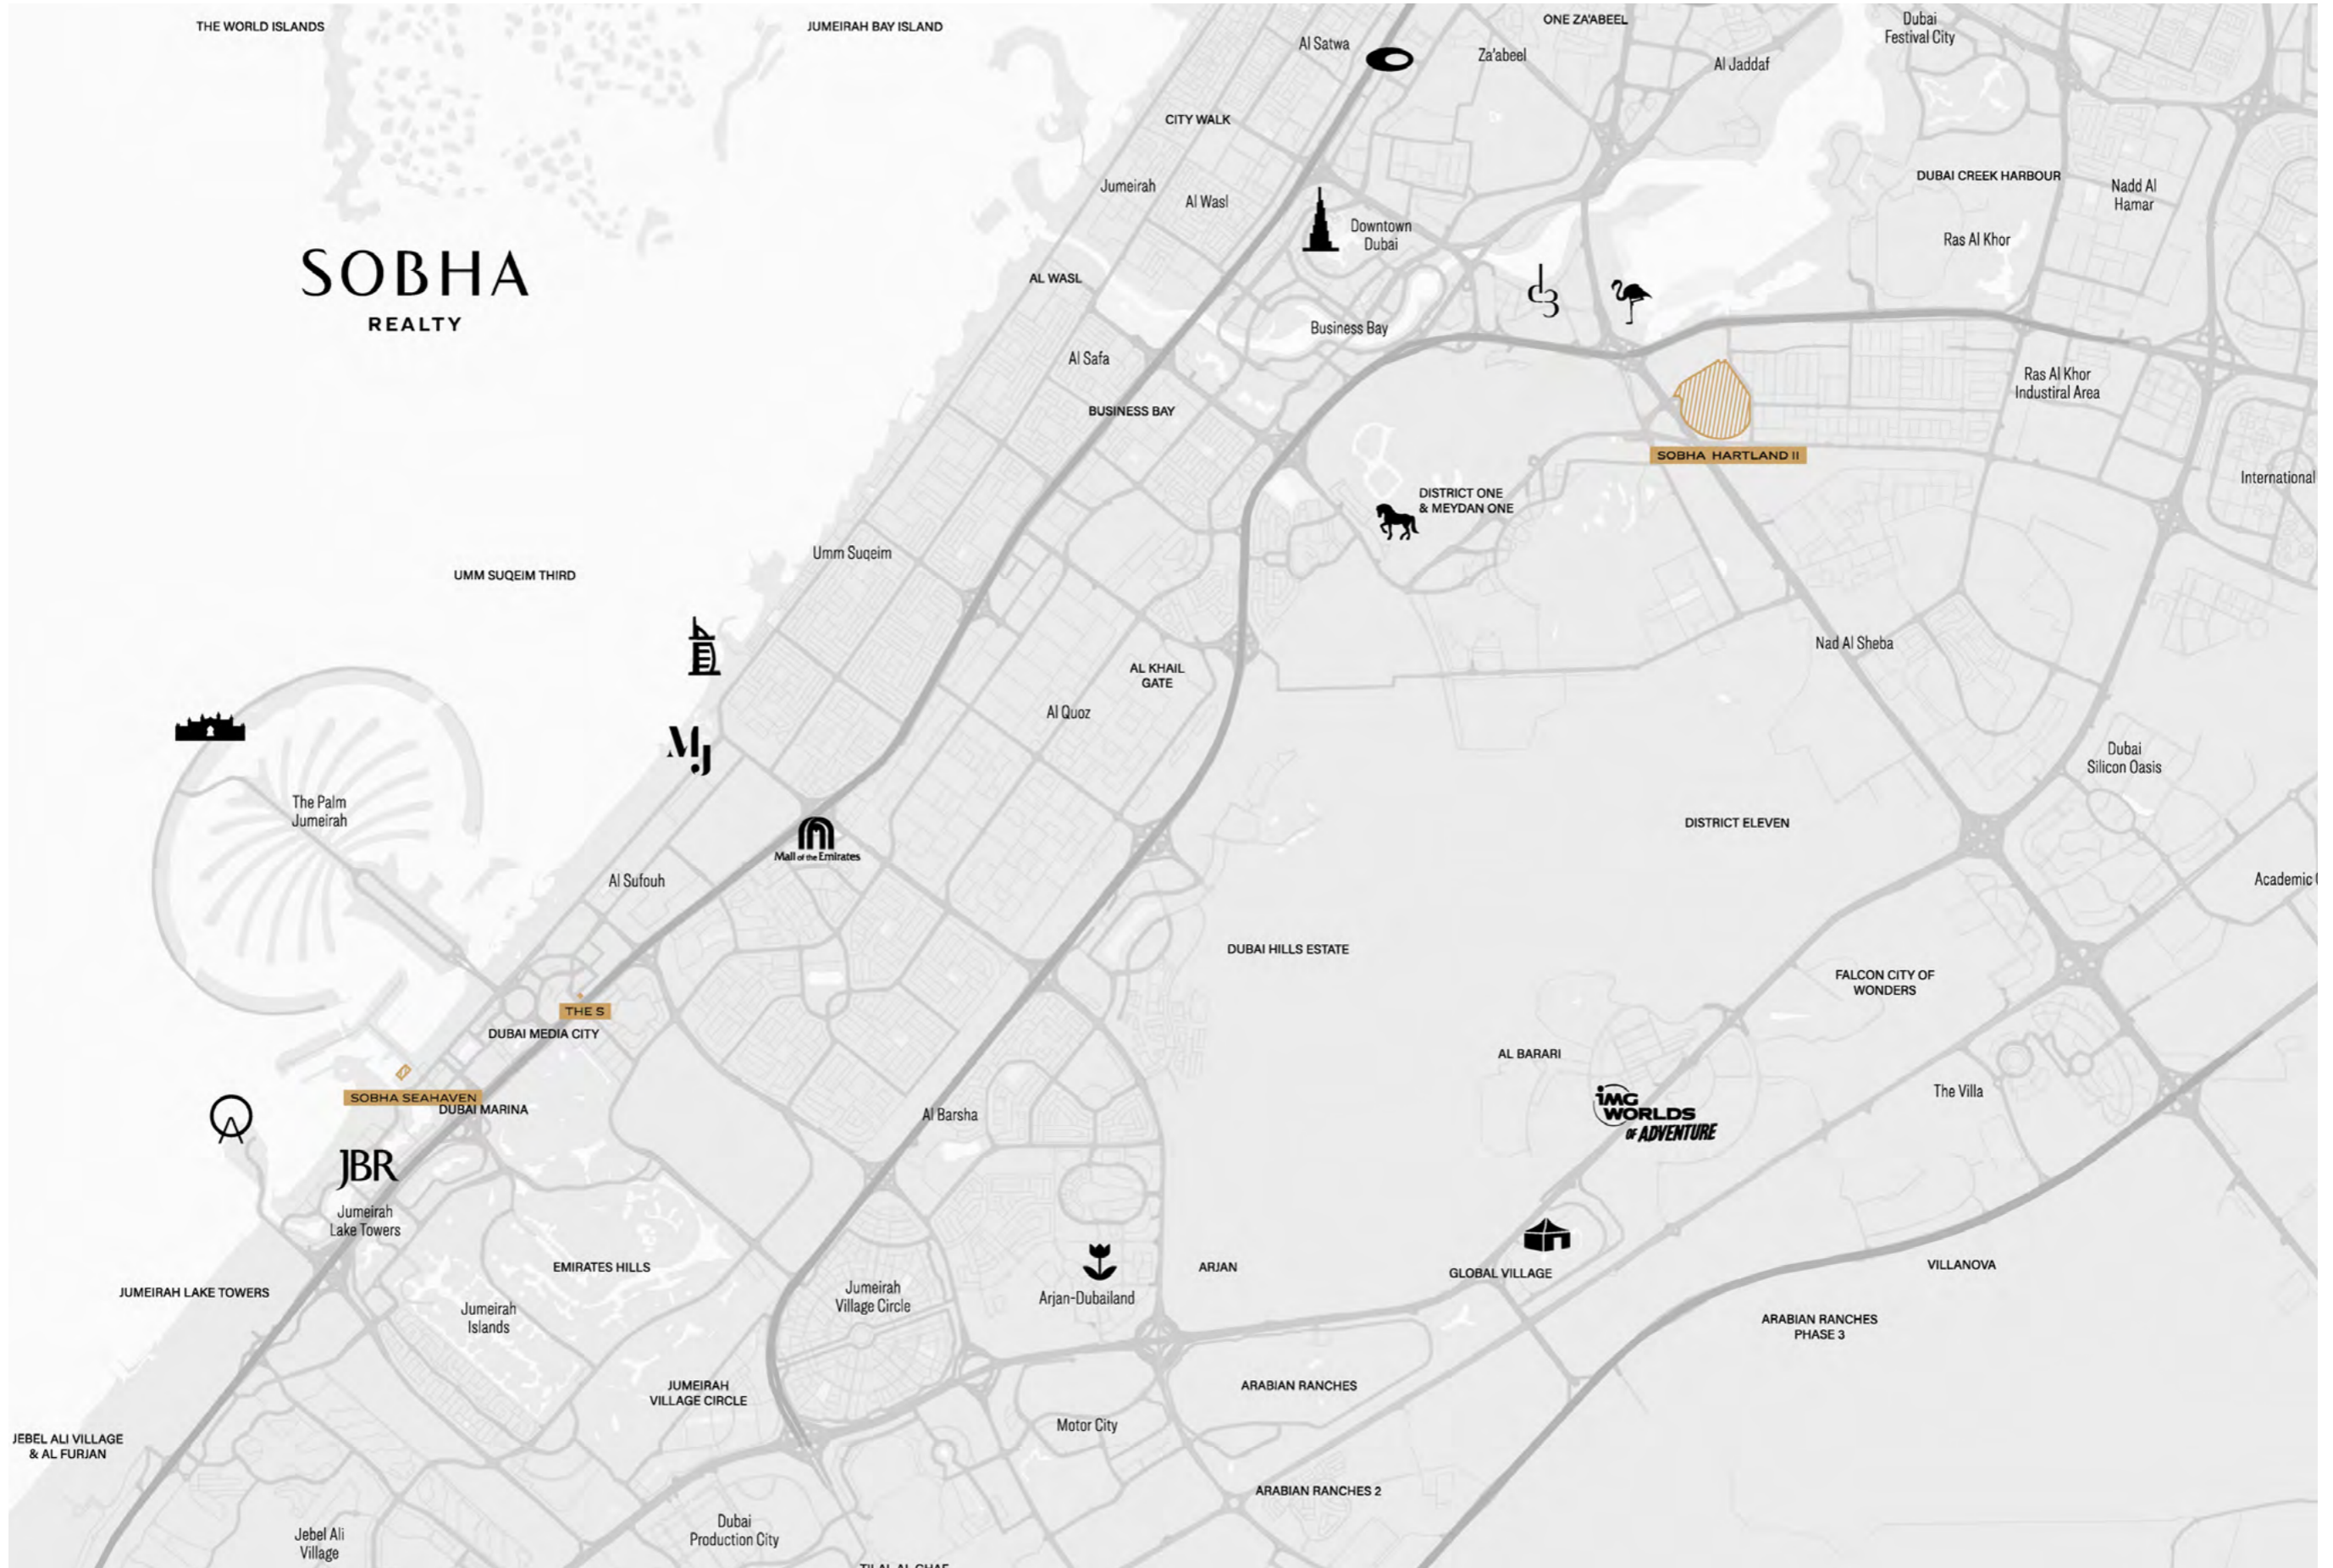 THE WORLD ISLANDS
JUMEIRAH BAY ISLAND
Al Satwa
Za'abeel
ONE ZA'ABEEL
Al Jaddaf
Dubai
Festival City
CITY WALK
Jumeirah
Al Wasl
Downtown
Dubai
DUBAI CREEK HARBOUR
Nadd Al
Hamar
Ras Al Khor
SOBHA
REALTY
AL WASL
d3
Business Bay
Al Safa
BUSINESS BAY
Ras Al Khor
Industiral Area
SOBHA HARTLAND II
International
DISTRICT ONE
& MEYDAN ONE
Umm Suqeim
UMM SUQEIM THIRD
Nad Al Sheba
AL KHAIL
GATE
Al Quoz
MJ
Dubai
Silicon Oasis
The Palm
Jumeirah
DISTRICT ELEVEN
Mall of the Emirates
Al Sufouh
Academic
DUBAI HILLS ESTATE
FALCON CITY OF
WONDERS
THE S
DUBAI MEDIA CITY
AL BARARI
SOBHA SEAHAVEN
DUBAI MARINA
iMG
WORLDS
OF ADVENTURE
The Villa
Al Barsha
JBR
Jumeirah
Lake Towers
EMIRATES HILLS
ARJAN
GLOBAL VILLAGE
VILLANOVA
JUMEIRAH LAKE TOWERS
Jumeirah
Islands
Jumeirah
Village Circle
Arjan-Dubailand
ARABIAN RANCHES
PHASE 3
JUMEIRAH
VILLAGE CIRCLE
ARABIAN RANCHES
Motor City
JEBEL ALI VILLAGE
& AL FURJAN
ARABIAN RANCHES 2
Jebel Ali
Village
Dubai
Production City
TILAL AL GHAF